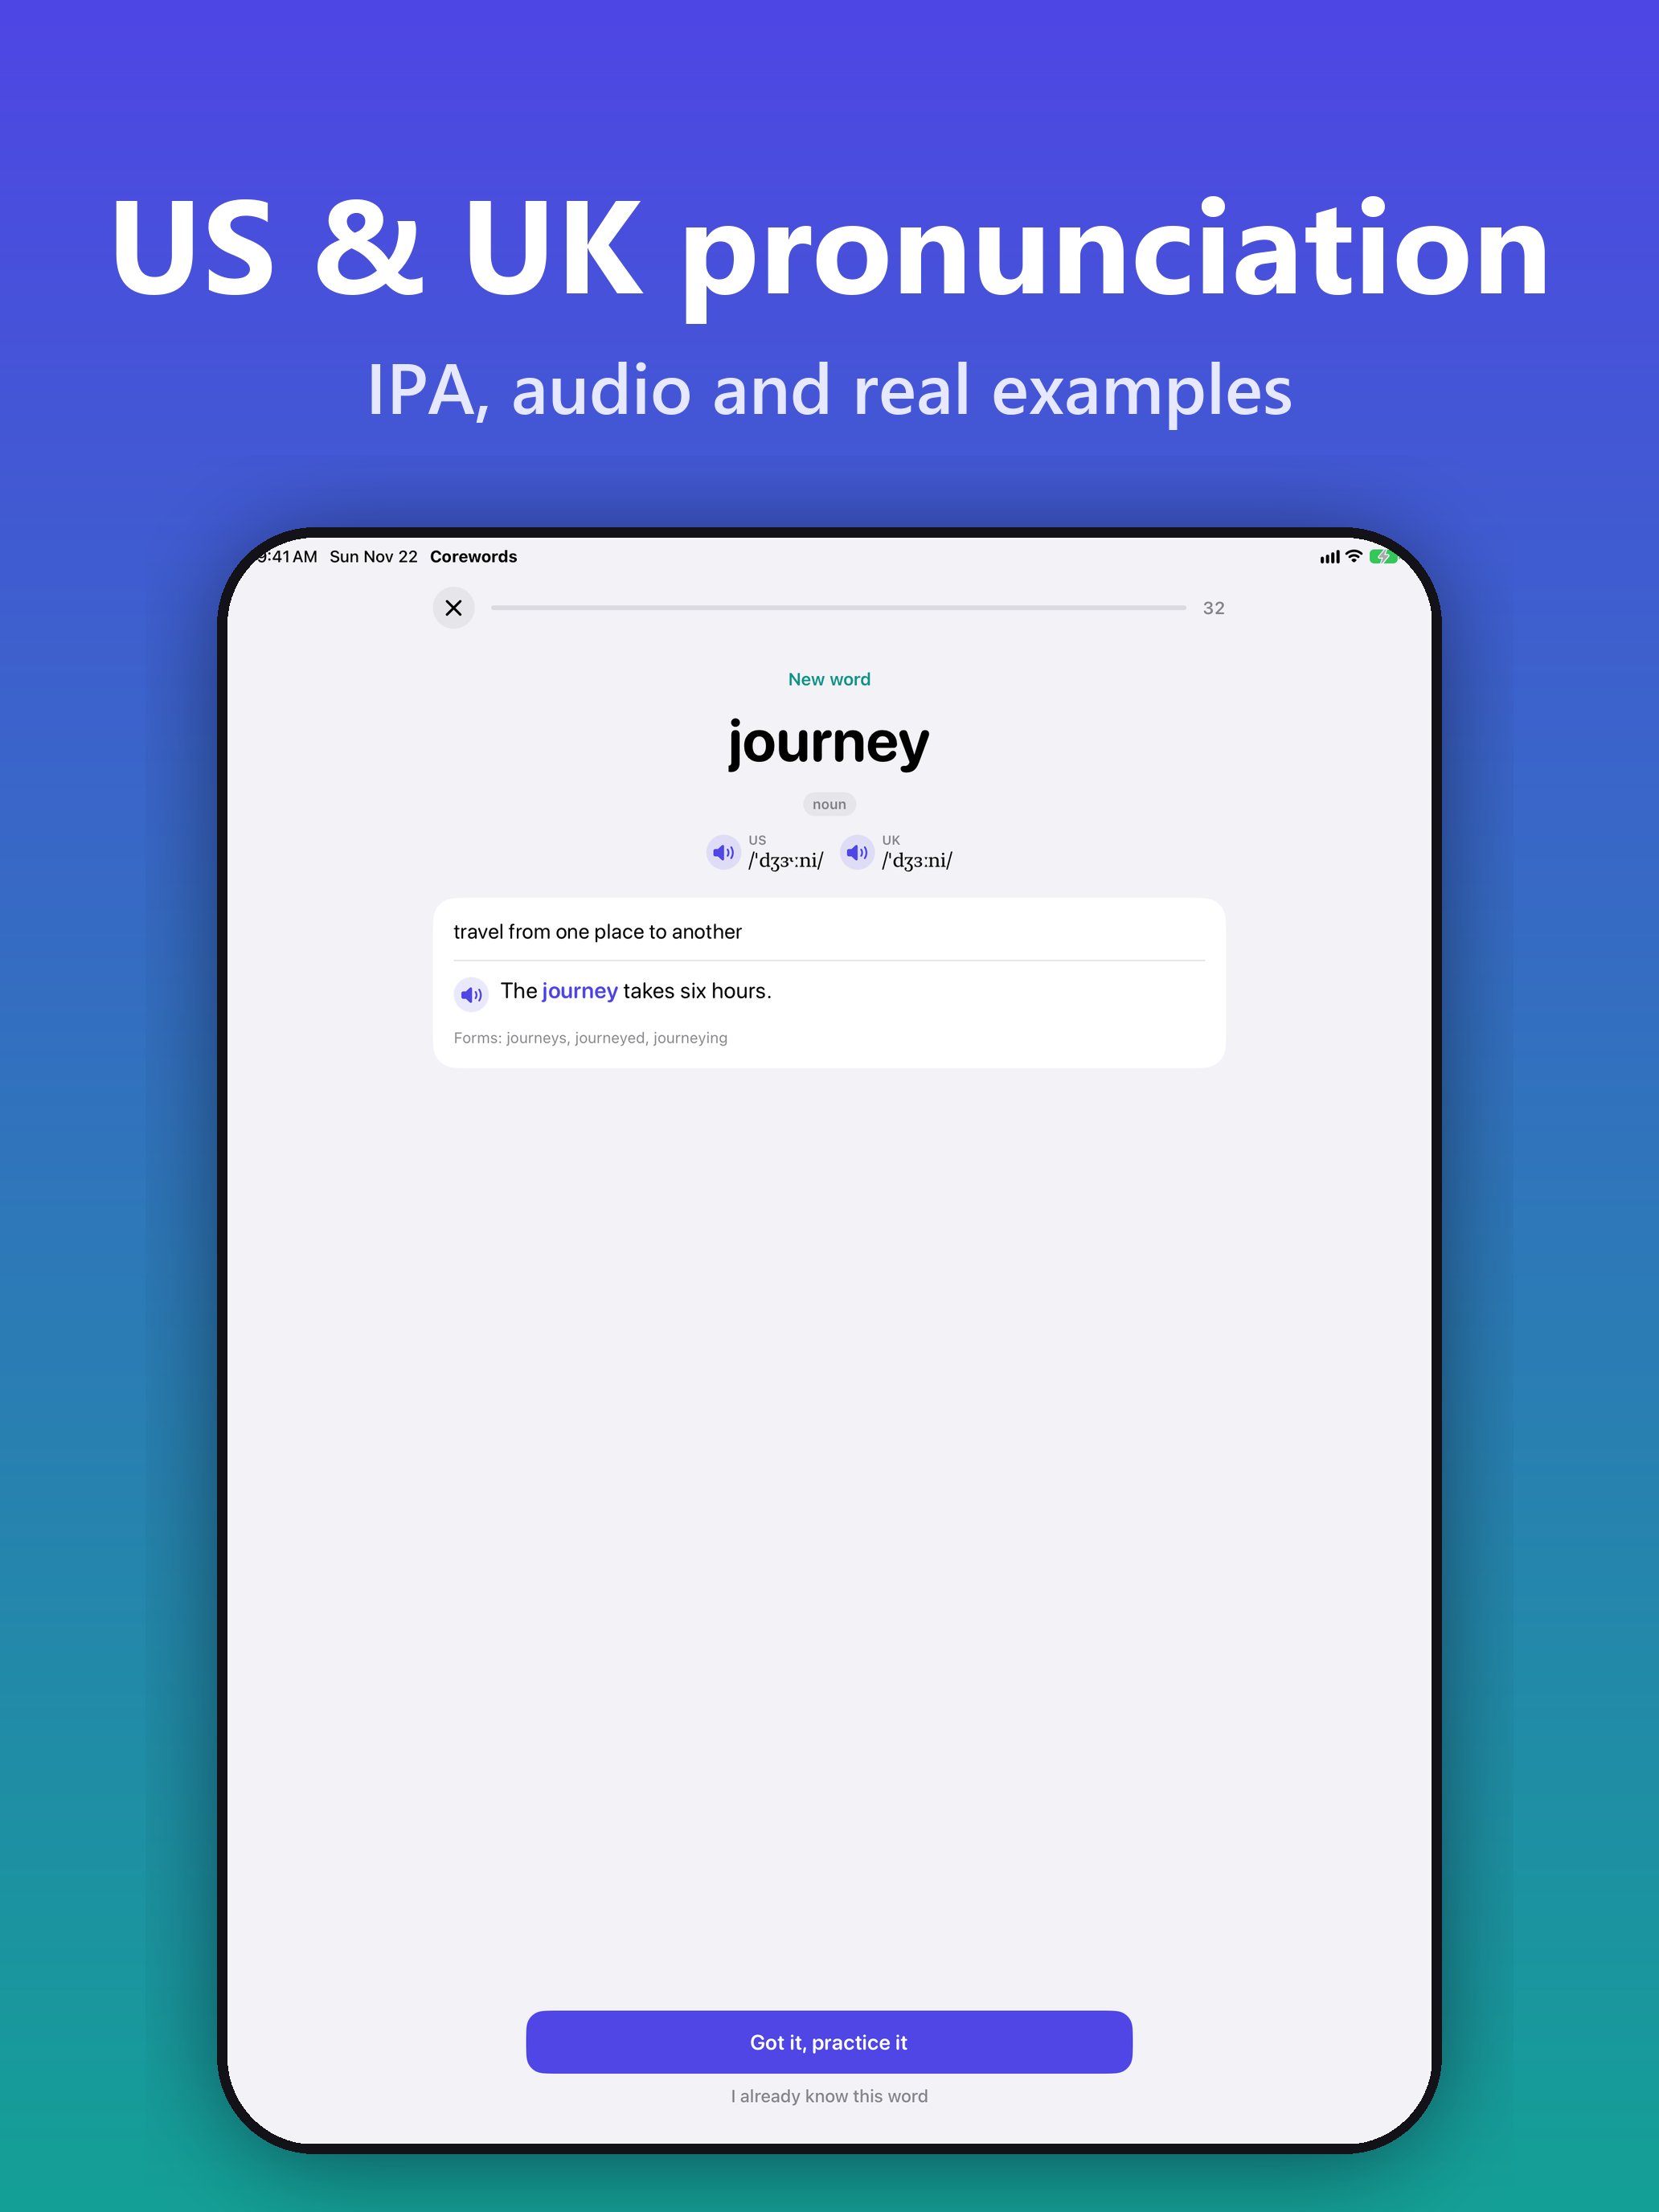 US & UK pronunciation
IPA, audio and real examples
9:41 AM Sun Nov 22 Corewords
32
New word
journey
noun
US
/ˈdʒɝːni/
UK
/ˈdʒɜːni/
travel from one place to another
The journey takes six hours.
Forms: journeys, journeyed, journeying
Got it, practice it
I already know this word